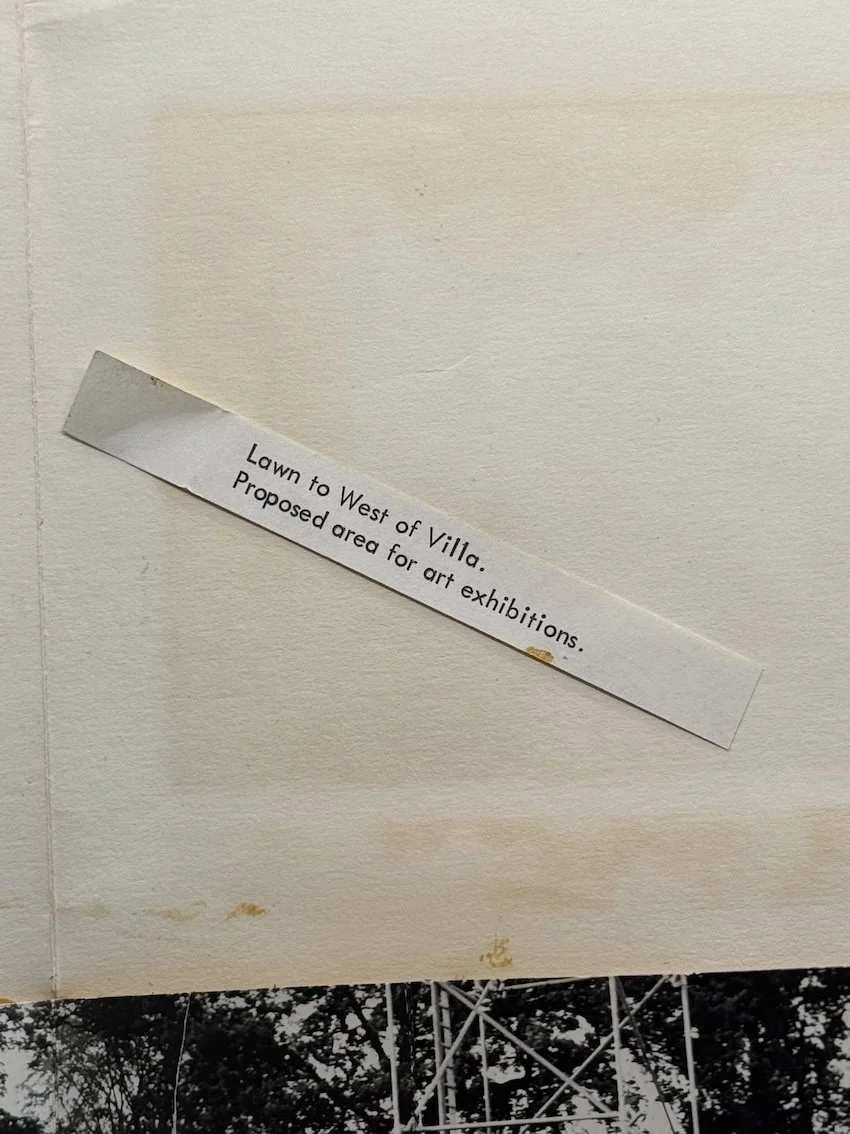 Lawn to West of Villa.
Proposed area for art exhibitions.